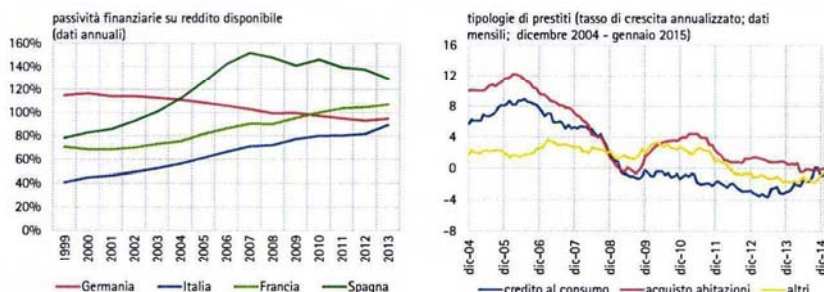 passività finanziarie su reddito disponibile
(dati annuali)
160%
140%
120%
100%
80%
60%
40%
20%
0%
1999
2000
2001
2002
2003
2004
2005
2006
2007
2008
2009
2010
2011
2012
2013
Germania
Italia
Francia
Spagna
tipologie di prestiti (tasso di crescita annualizzato; dati
mensili; dicembre 2004 - gennaio 2015)
16
12
8
4
0
-4
-8
dic-04
dic-05
dic-06
dic-07
dic-08
dic-09
dic-10
dic-11
dic-12
dic-13
dic-14
credito al consumo
acquisto abitazioni
altri